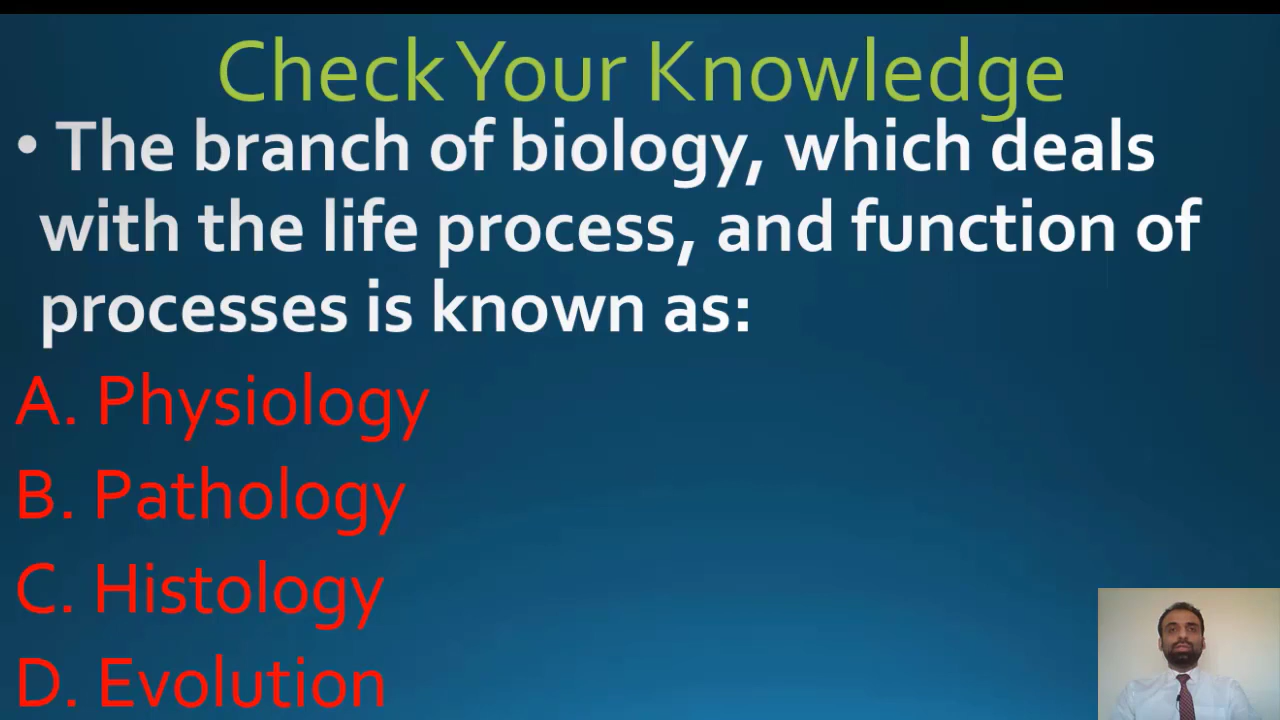 Check Your Knowledge
• The branch of biology, which deals
with the life process, and function of
processes is known as:
A. Physiology
B. Pathology
C. Histology
D. Evolution